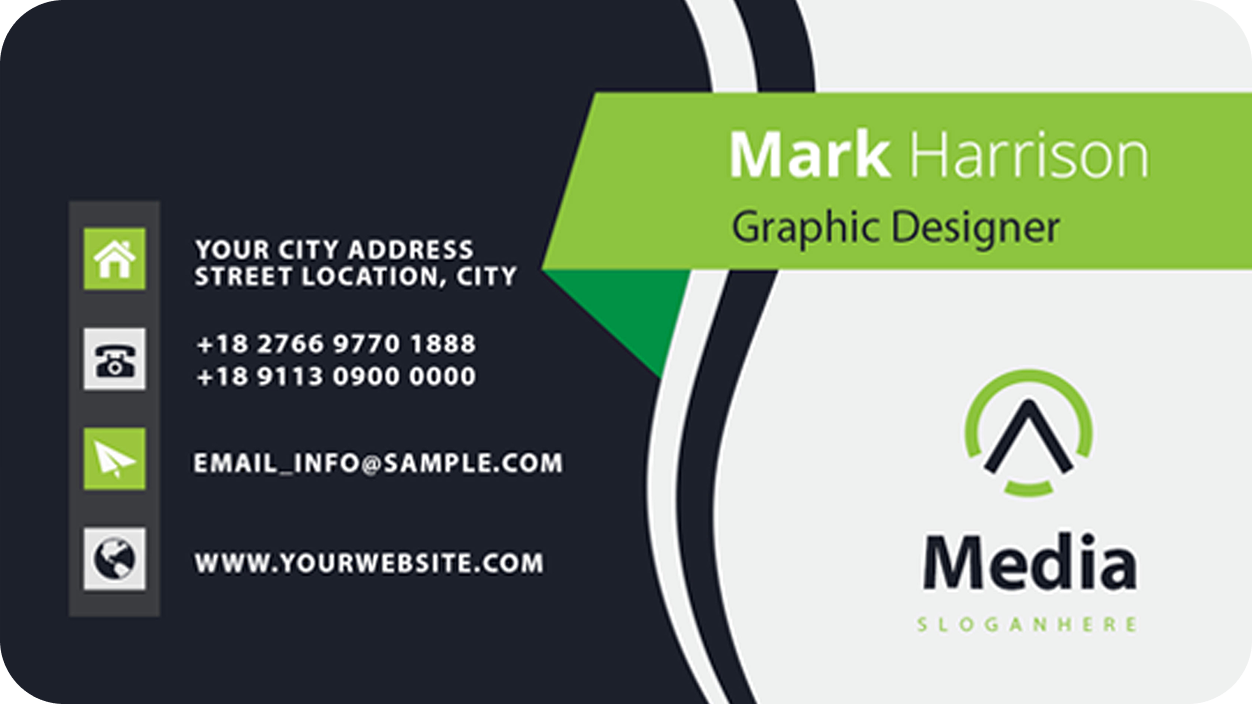 Mark Harrison
Graphic Designer
YOUR CITY ADDRESS
STREET LOCATION, CITY
+18 2766 9770 1888
+18 9113 0900 0000
EMAIL_INFO@SAMPLE.COM
WWW.YOURWEBSITE.COM
Media
SLOGANHERE